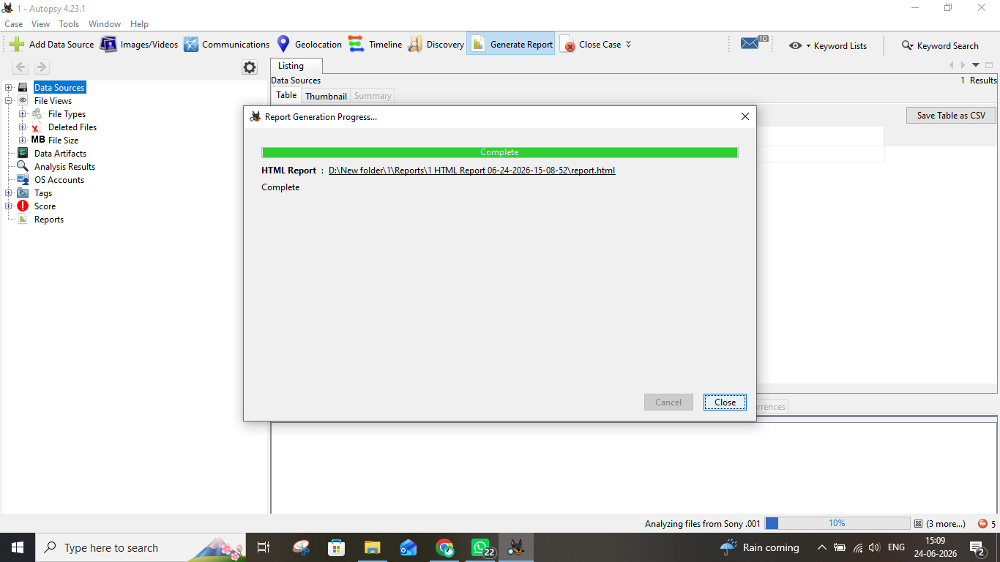 1 - Autopsy 4.23.1
Case View Tools Window Help
Add Data Source Images/Videos Communications Geolocation Timeline Discovery Generate Report Close Case 10 Keyword Lists Keyword Search
Listing
Data Sources 1 Results
Table Thumbnail Summary
Save Table as CSV
Data Sources
File Views
File Types
Deleted Files
MB File Size
Data Artifacts
Analysis Results
OS Accounts
Tags
Score
Reports
Report Generation Progress...
Complete
HTML Report : D:\New folder\1\Reports\1 HTML Report 06-24-2026-15-08-52\report.html
Complete
Cancel Close
rrences
Analyzing files from Sony .001 10% (3 more...) 5
Type here to search 22 Rain coming ENG 15:09
24-06-2026 2